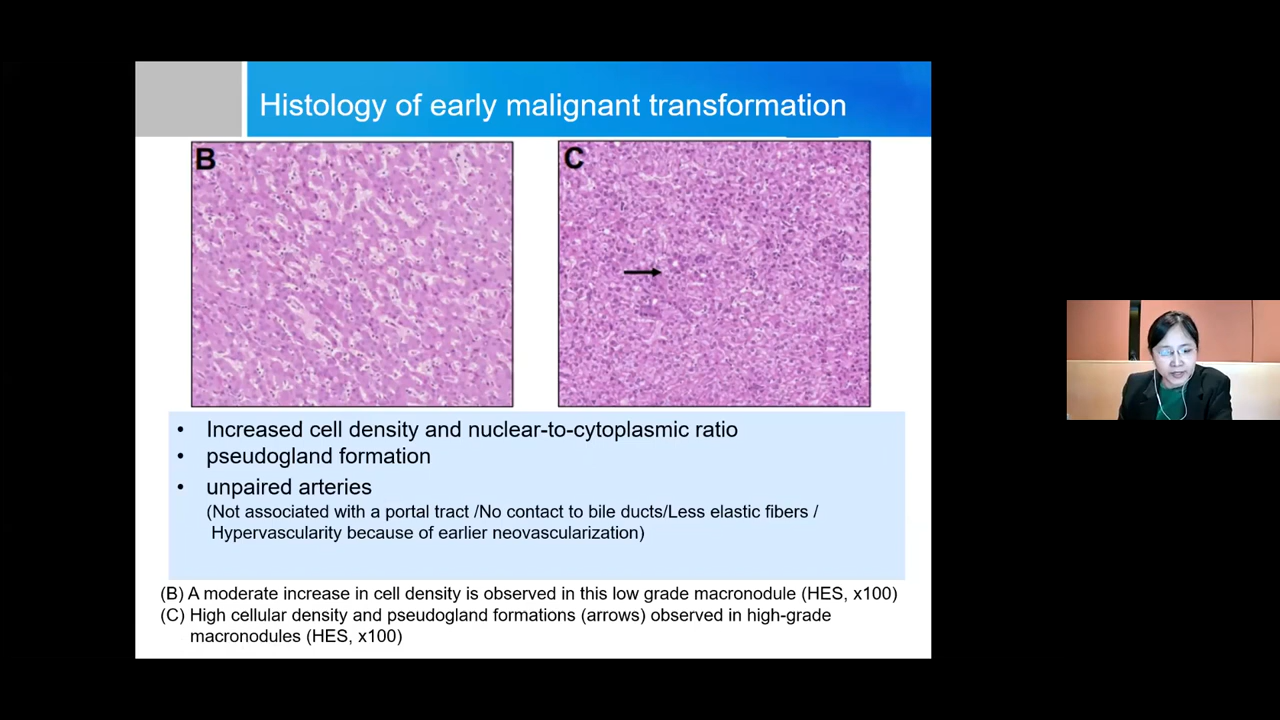 Histology of early malignant transformation
B
C
• Increased cell density and nuclear-to-cytoplasmic ratio
• pseudogland formation
• unpaired arteries
(Not associated with a portal tract /No contact to bile ducts/Less elastic fibers /
Hypervascularity because of earlier neovascularization)
(B) A moderate increase in cell density is observed in this low grade macronodule (HES, x100)
(C) High cellular density and pseudogland formations (arrows) observed in high-grade
macronodules (HES, x100)